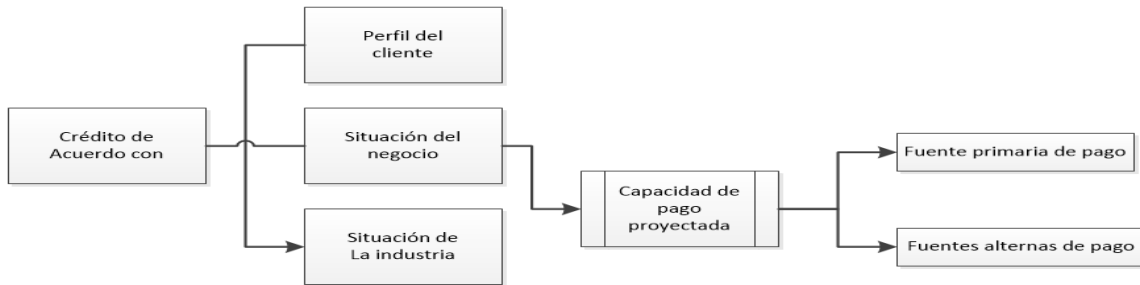 Perfil del
cliente
Crédito de
Acuerdo con
Situación del
negocio
Situación de
La industria
Capacidad de
pago
proyectada
Fuente primaria de pago
Fuentes alternas de pago